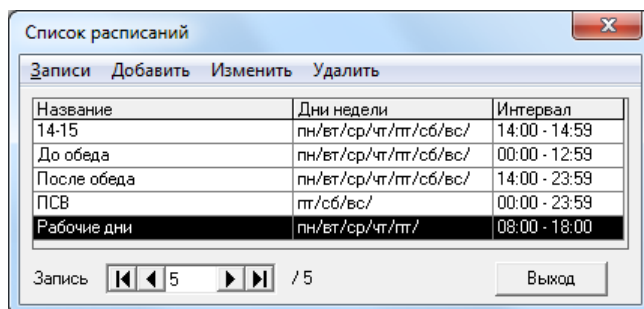 Список расписаний
Записи Добавить Изменить Удалить
Название Дни недели Интервал
14-15 пн/вт/ср/чт/пт/сб/вс/ 14:00 - 14:59
До обеда пн/вт/ср/чт/пт/сб/вс/ 00:00 - 12:59
После обеда пн/вт/ср/чт/пт/сб/вс/ 14:00 - 23:59
ПСВ пт/сб/вс/ 00:00 - 23:59
Рабочие дни пн/вт/ср/чт/пт/ 08:00 - 18:00
Запись 5 / 5 Выход